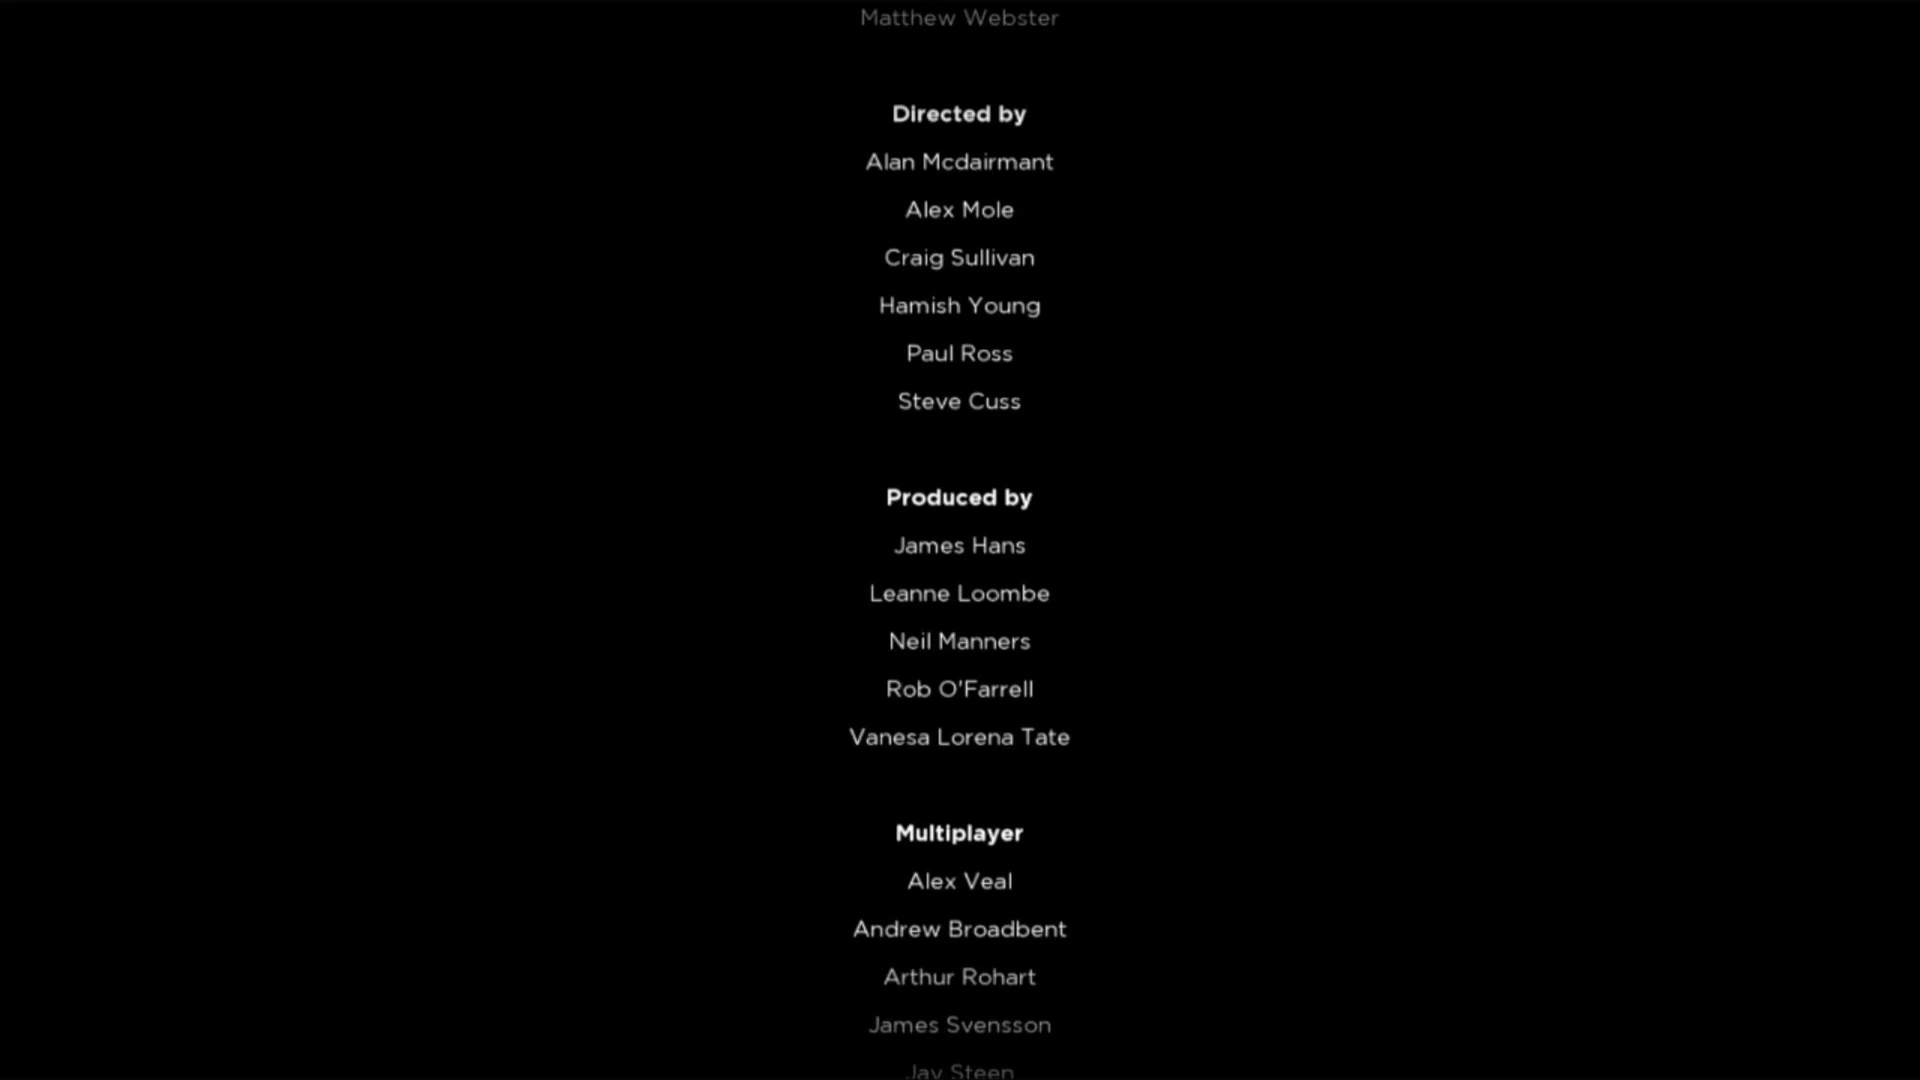 Matthew Webster
Directed by
Alan Mcdairmant
Alex Mole
Craig Sullivan
Hamish Young
Paul Ross
Steve Cuss
Produced by
James Hans
Leanne Loombe
Neil Manners
Rob O'Farrell
Vanesa Lorena Tate
Multiplayer
Alex Veal
Andrew Broadbent
Arthur Rohart
James Svensson
Jay Steen